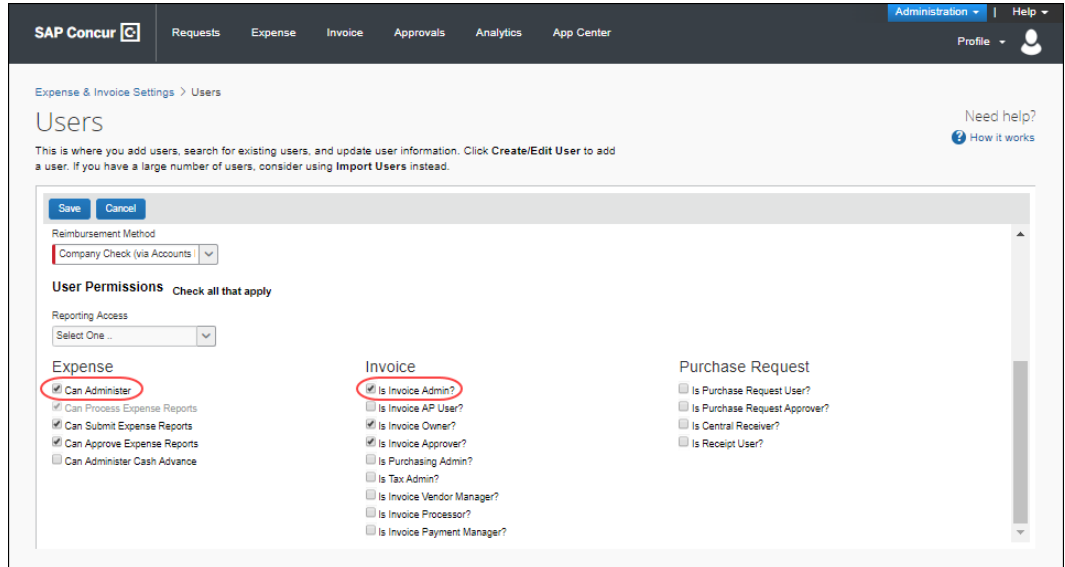 Administration | Help
SAP Concur C Requests Expense Invoice Approvals Analytics App Center Profile
Expense & Invoice Settings > Users
Users
Need help?
? How it works
This is where you add users, search for existing users, and update user information. Click Create/Edit User to add
a user. If you have a large number of users, consider using Import Users instead.
Save Cancel
Reimbursement Method
Company Check (via Accounts
User Permissions Check all that apply
Reporting Access
Select One ..
Expense
Can Administer
Can Process Expense Reports
Can Submit Expense Reports
Can Approve Expense Reports
Can Administer Cash Advance
Invoice
Is Invoice Admin?
Is Invoice AP User?
Is Invoice Owner?
Is Invoice Approver?
Is Purchasing Admin?
Is Tax Admin?
Is Invoice Vendor Manager?
Is Invoice Processor?
Is Invoice Payment Manager?
Purchase Request
Is Purchase Request User?
Is Purchase Request Approver?
Is Central Receiver?
Is Receipt User?